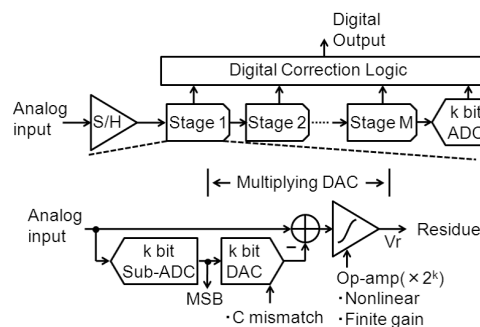 Digital
Output
Digital Correction Logic
Analog
input
S/H
Stage 1
Stage 2
Stage M
k bit
ADC
Multiplying DAC
Analog
input
k bit
Sub-ADC
k bit
DAC
MSB
Vr
Residue
Op-amp(×2ᵏ)
・Nonlinear
・Finite gain
・C mismatch